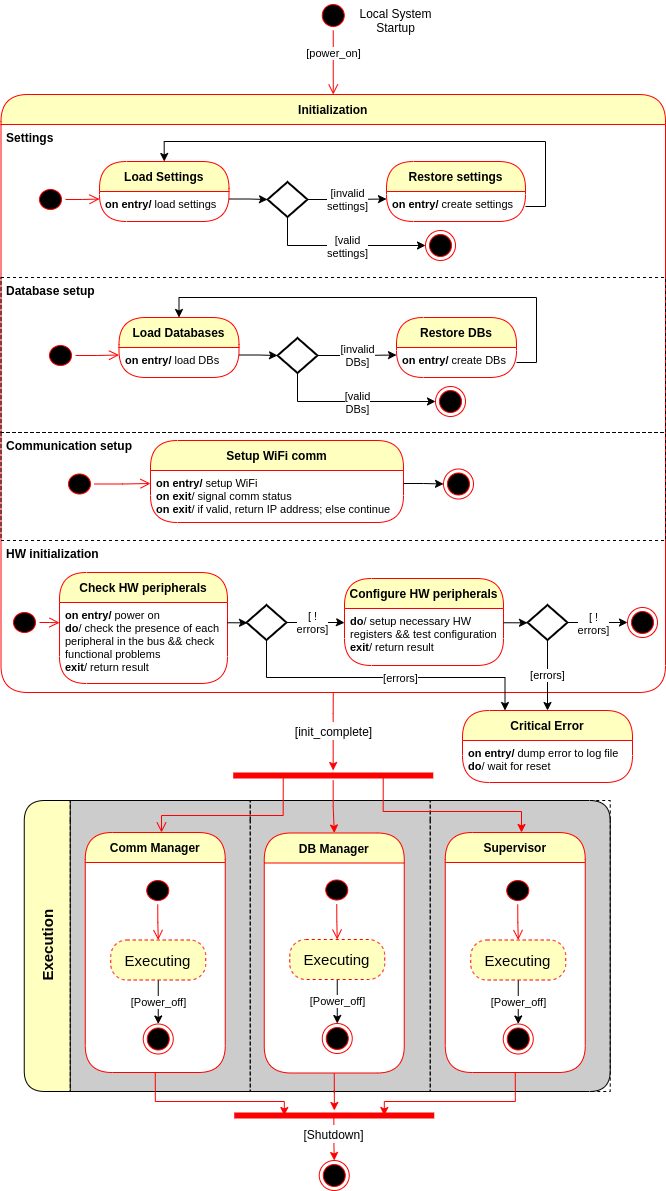 Local System
Startup
[power_on]
Initialization
Settings
Load Settings
on entry/ load settings
[invalid
settings]
Restore settings
on entry/ create settings
[valid
settings]
Database setup
Load Databases
on entry/ load DBs
[invalid
DBs]
Restore DBs
on entry/ create DBs
[valid
DBs]
Communication setup
Setup WiFi comm
on entry/ setup WiFi
on exit/ signal comm status
on exit/ if valid, return IP address; else continue
HW initialization
Check HW peripherals
on entry/ power on
do/ check the presence of each
peripheral in the bus && check
functional problems
exit/ return result
[ !
errors]
Configure HW peripherals
do/ setup necessary HW
registers && test configuration
exit/ return result
[ !
errors]
[errors]
[errors]
Critical Error
on entry/ dump error to log file
do/ wait for reset
[init_complete]
Execution
Comm Manager
Executing
[Power_off]
DB Manager
Executing
[Power_off]
Supervisor
Executing
[Power_off]
[Shutdown]